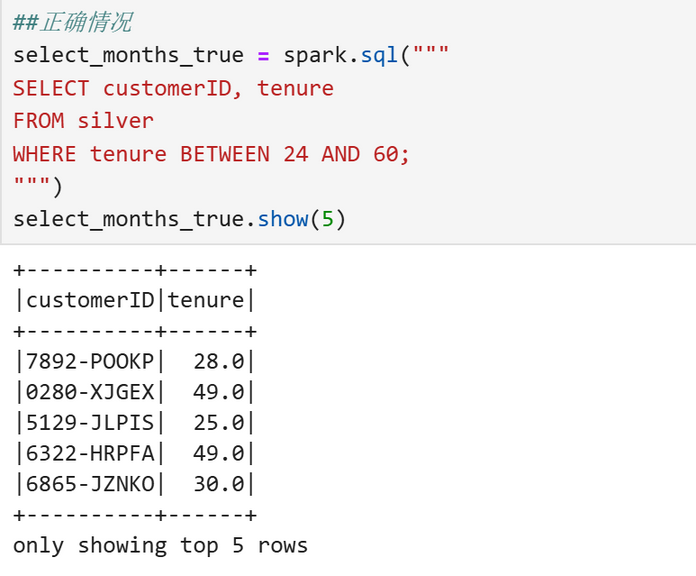 ##正确情况
select_months_true = spark.sql("""
SELECT customerID, tenure
FROM silver
WHERE tenure BETWEEN 24 AND 60;
""")
select_months_true.show(5)
+----------+------+
|customerID|tenure|
+----------+------+
|7892-POOKP|  28.0|
|0280-XJGEX|  49.0|
|5129-JLPIS|  25.0|
|6322-HRPFA|  49.0|
|6865-JZNKO|  30.0|
+----------+------+
only showing top 5 rows